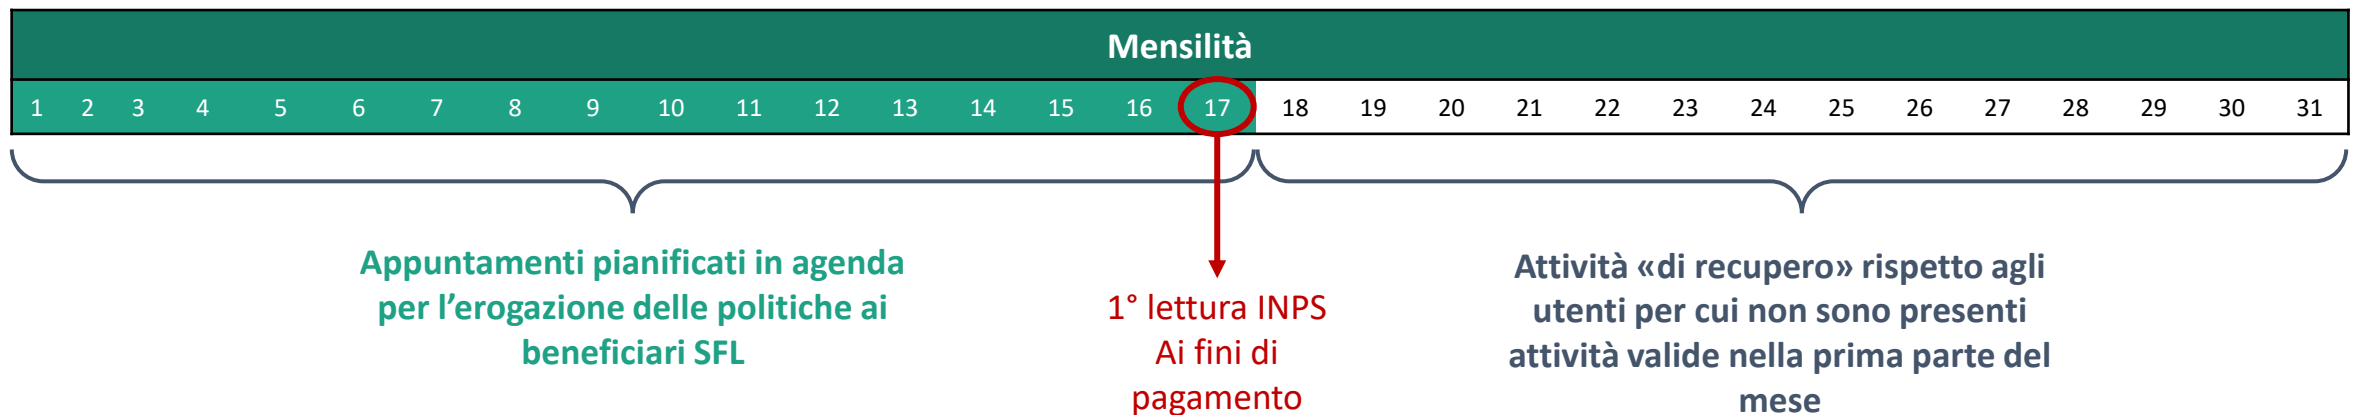 Mensilità
1 2 3 4 5 6 7 8 9 10 11 12 13 14 15 16 17 18 19 20 21 22 23 24 25 26 27 28 29 30 31
Appuntamenti pianificati in agenda
per l’erogazione delle politiche ai
beneficiari SFL
1° lettura INPS
Ai fini di
pagamento
Attività «di recupero» rispetto agli
utenti per cui non sono presenti
attività valide nella prima parte del
mese